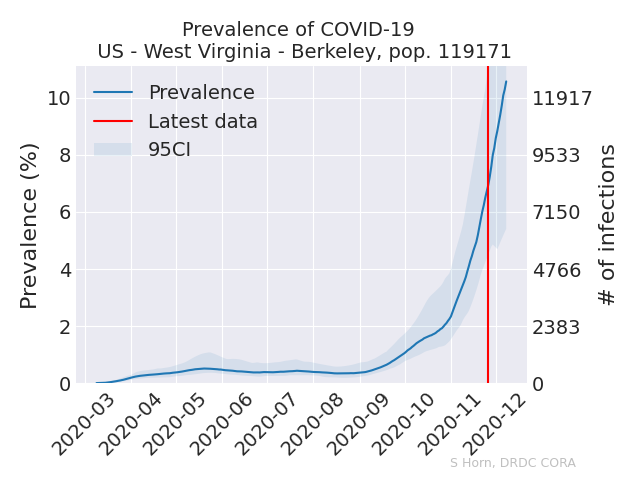 Prevalence of COVID-19
US - West Virginia - Berkeley, pop. 119171
Prevalence
Latest data
95CI
Prevalence (%)
10
8
6
4
2
0
11917
9533
7150
4766
2383
0
# of infections
2020-03
2020-04
2020-05
2020-06
2020-07
2020-08
2020-09
2020-10
2020-11
2020-12
S Horn, DRDC CORA